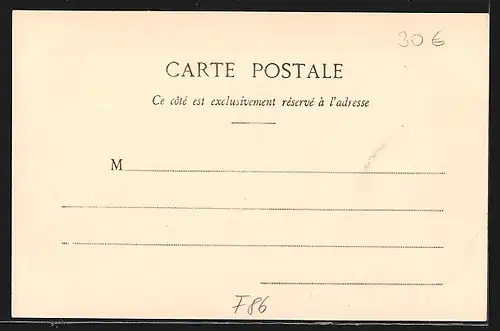 30 €
CARTE POSTALE
Ce côté est exclusivement réservé à l'adresse
M
F86